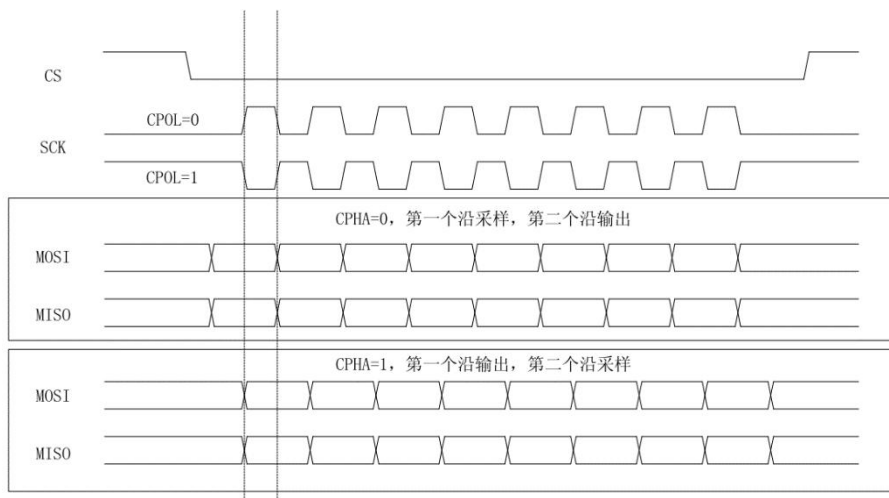 CS
CPOL=0
SCK
CPOL=1
CPHA=0，第一个沿采样，第二个沿输出
MOSI
MISO
CPHA=1，第一个沿输出，第二个沿采样
MOSI
MISO